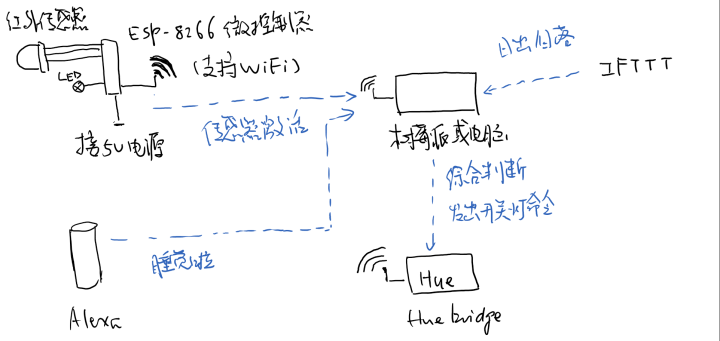 红外传感器
ESP-8266 微控制器
(支持WiFi)
LED
接5V电源
传感器激活
日出日落
IFTTT
树莓派或电脑
综合判断
发出开关灯命令
睡觉啦
Alexa
Hue
Hue bridge